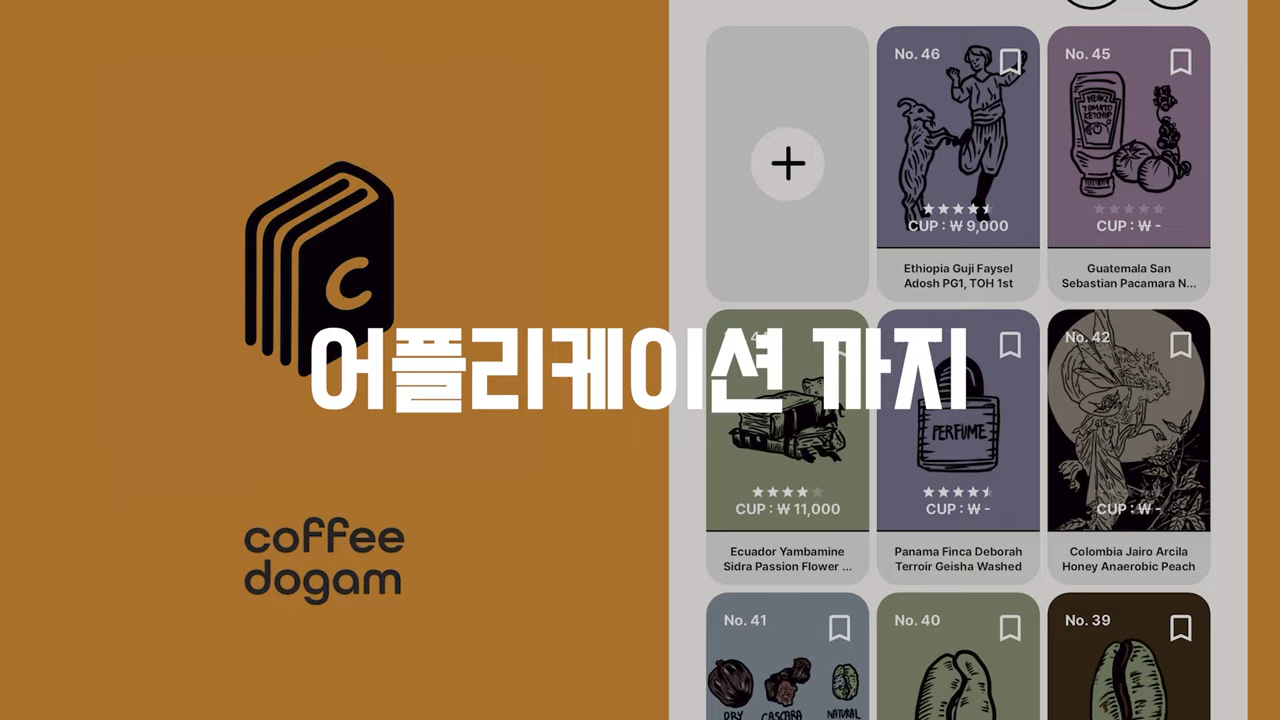 C
coffee
dogam
어플리케이션 까지
No. 46
CUP : ₩ 9,000
Ethiopia Guji Faysel
Adosh PG1, TOH 1st
No. 45
HEINZ
TOMATO
KETCHUP
CUP : ₩ -
Guatemala San
Sebastian Pacamara N...
CUP : ₩ 11,000
Ecuador Yambamine
Sidra Passion Flower ...
PERFUME
CUP : ₩ -
Panama Finca Deborah
Terroir Geisha Washed
No. 42
CUP : ₩ -
Colombia Jairo Arcila
Honey Anaerobic Peach
No. 41
DRY
CASCARA
NATURAL
No. 40
No. 39